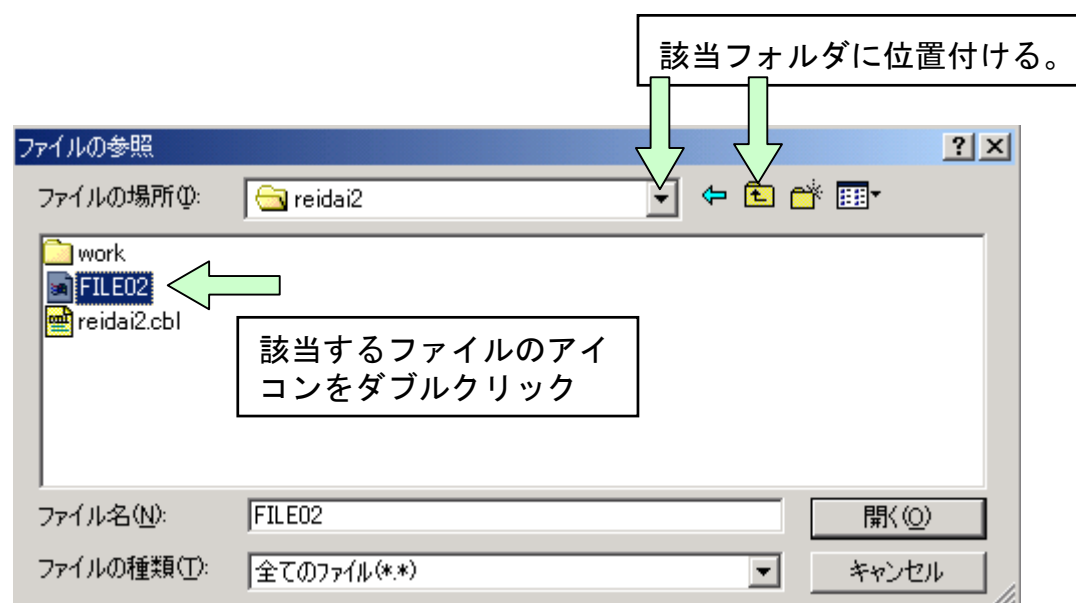 該当フォルダに位置付ける。
ファイルの参照
ファイルの場所(I):
reidai2
work
FILE02
reidai2.cbl
該当するファイルのアイ
コンをダブルクリック
ファイル名(N):
FILE02
開く(O)
ファイルの種類(T):
全てのファイル(*.*)
キャンセル